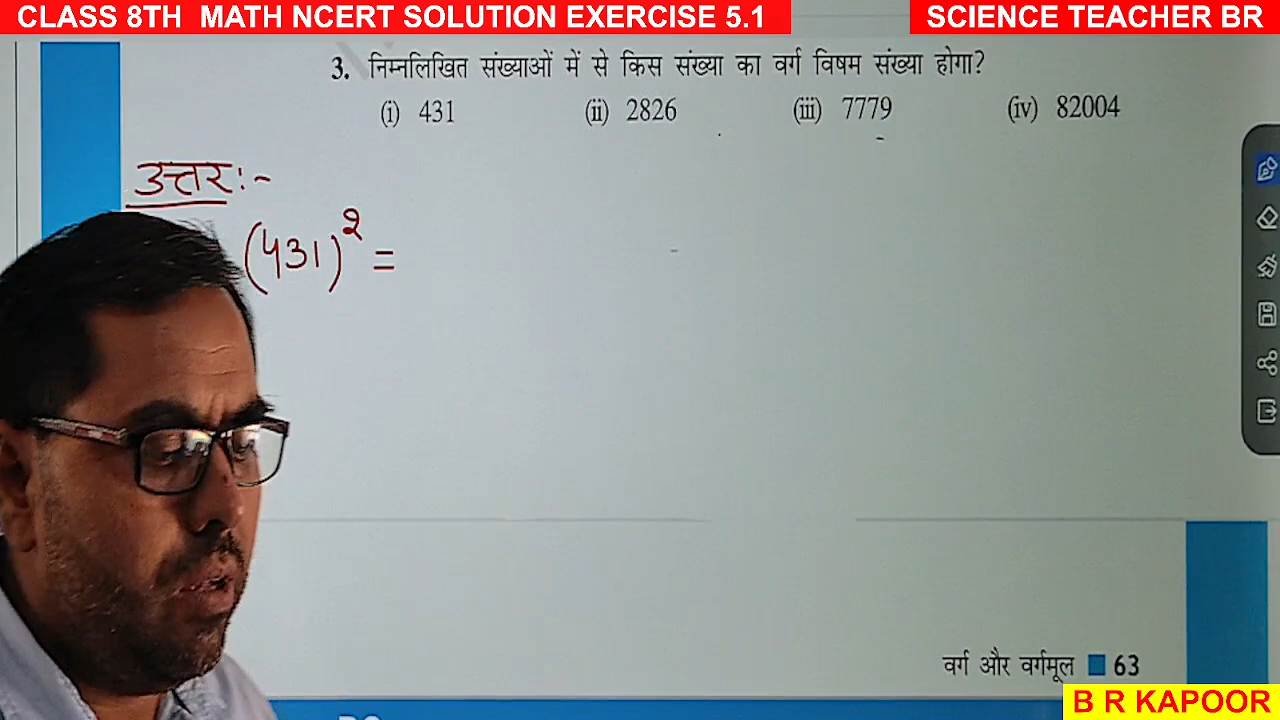 CLASS 8TH MATH NCERT SOLUTION EXERCISE 5.1
SCIENCE TEACHER BR
3. निम्नलिखित संख्याओं में से किस संख्या का वर्ग विषम संख्या होगा?
(i) 431 (ii) 2826 (iii) 7779 (iv) 82004
उत्तर:-
(431)² =
वर्ग और वर्गमूल 63
B R KAPOOR